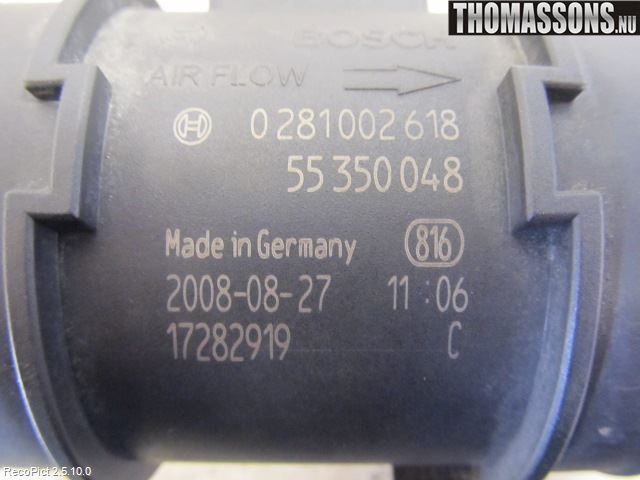 THOMASSONS.NU
BOSCH
AIR FLOW
0 281 002 618
55 350 048
Made in Germany 816
2008-08-27 11:06
17282919 C
RecoPict 2.5.10.0